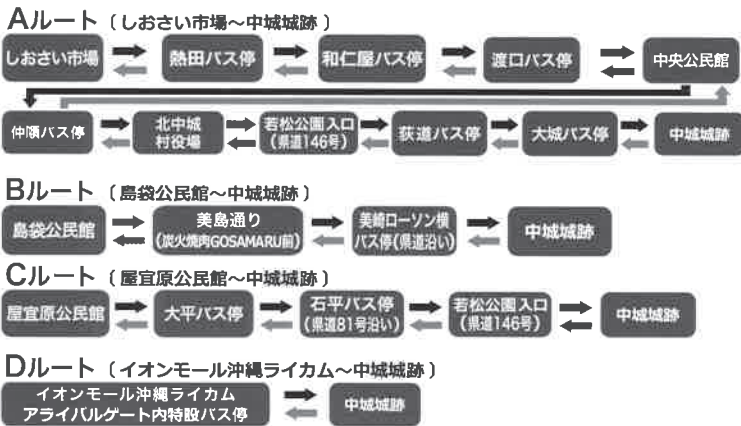 Aルート〔しおさい市場～中城城跡〕
しおさい市場 熱田バス停 和仁屋バス停 渡口バス停 中央公民館
仲順バス停 北中城村役場 若松公園入口(県道146号) 荻道バス停 大城バス停 中城城跡
Bルート〔島袋公民館～中城城跡〕
島袋公民館 美島通り(炭火焼肉GOSAMARU前) 美崎ローソン横バス停(県道沿い) 中城城跡
Cルート〔屋宜原公民館～中城城跡〕
屋宜原公民館 大平バス停 石平バス停(県道81号沿い) 若松公園入口(県道146号) 中城城跡
Dルート〔イオンモール沖縄ライカム～中城城跡〕
イオンモール沖縄ライカム
アライバルゲート内特設バス停 中城城跡